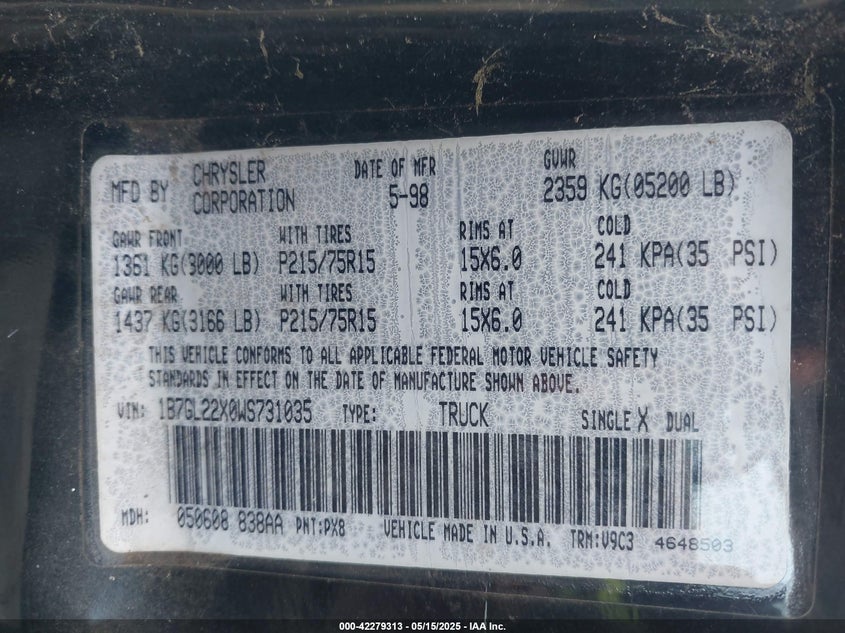 MFD BY CHRYSLER CORPORATION DATE OF MFR 5-98 GVWR 2359 KG(05200 LB)
GAWR FRONT WITH TIRES RIMS AT COLD
1361 KG(3000 LB) P215/75R15 15X6.0 241 KPA(35 PSI)
GAWR REAR WITH TIRES RIMS AT COLD
1437 KG(3166 LB) P215/75R15 15X6.0 241 KPA(35 PSI)
THIS VEHICLE CONFORMS TO ALL APPLICABLE FEDERAL MOTOR VEHICLE SAFETY
STANDARDS IN EFFECT ON THE DATE OF MANUFACTURE SHOWN ABOVE.
VIN: 1B7GL22X0WS731035 TYPE: TRUCK SINGLE X DUAL
MDH: 050608 838AA PNT:PX8 VEHICLE MADE IN U.S.A. TRM:V9C3 4648503
000-42279313 - 05/15/2025 - IAA Inc.